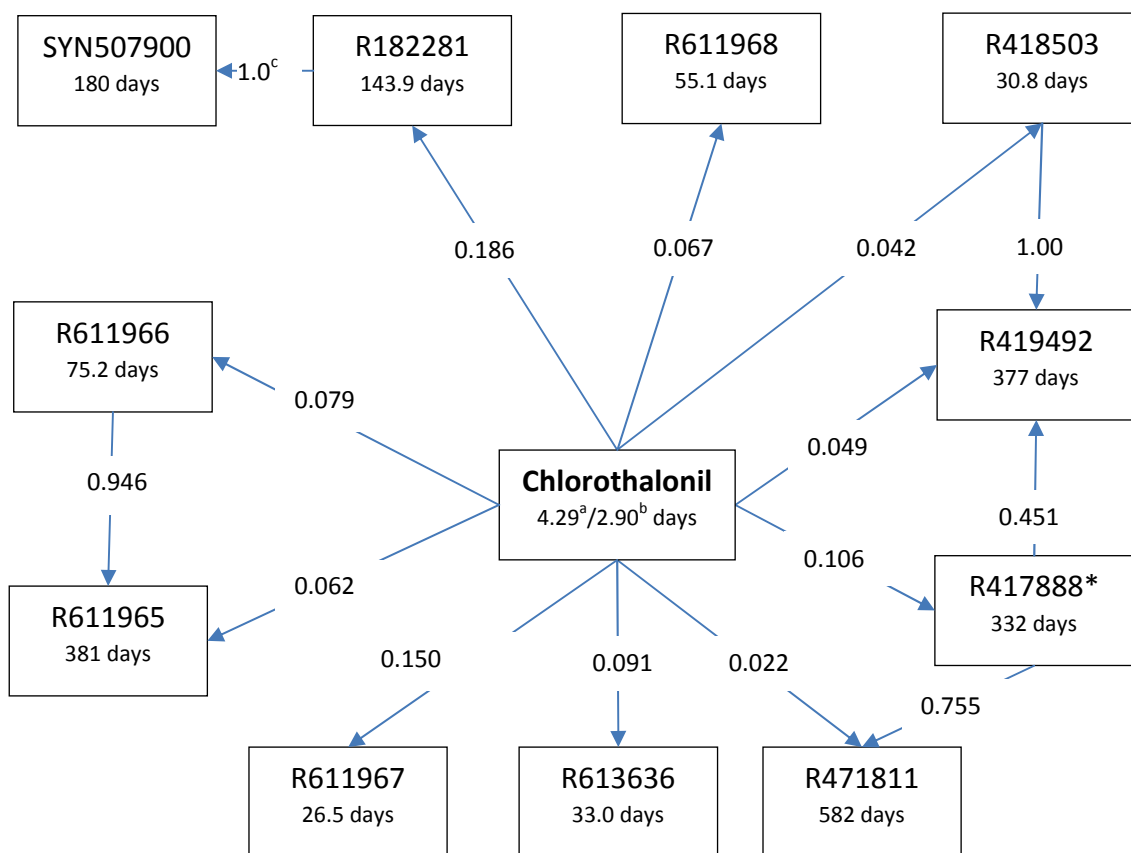 SYN507900
180 days
1.0c
R182281
143.9 days
R611968
55.1 days
R418503
30.8 days
0.186
0.067
0.042
1.00
R611966
75.2 days
R419492
377 days
0.079
0.049
0.946
Chlorothalonil
4.29a/2.90b days
0.451
0.106
R611965
381 days
0.062
R417888*
332 days
0.150
0.091
0.022
0.755
R611967
26.5 days
R613636
33.0 days
R471811
582 days